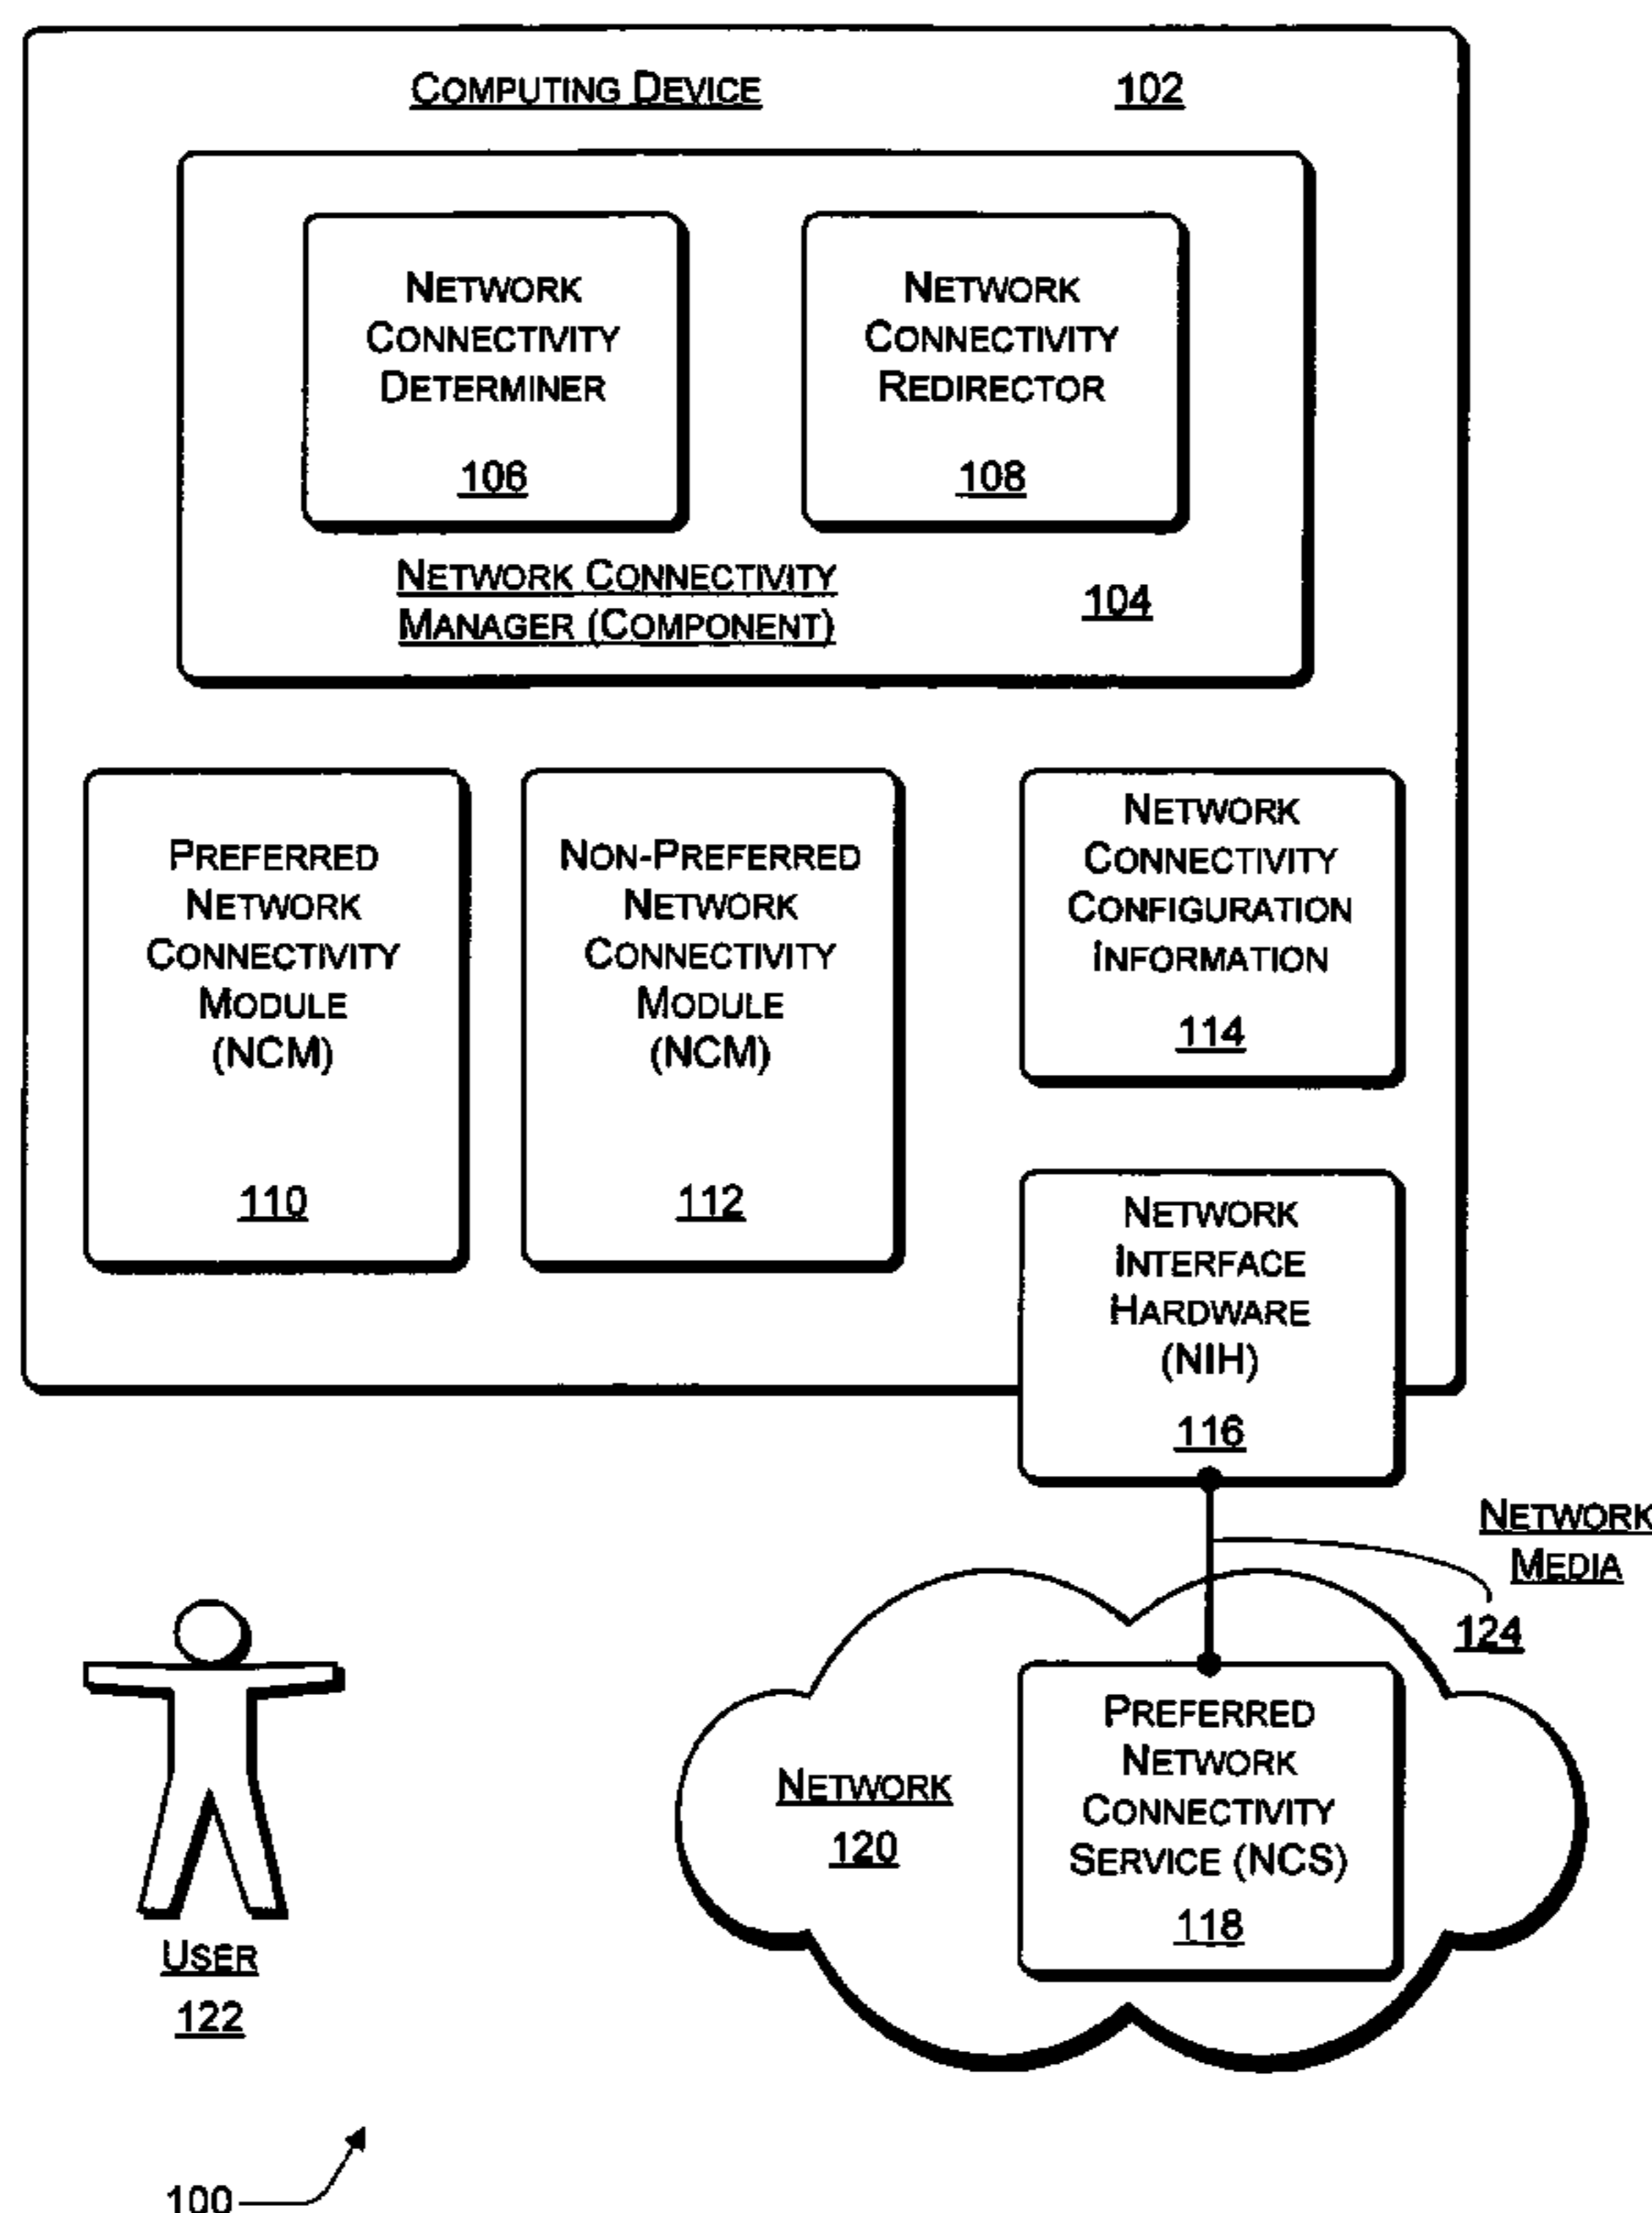 COMPUTING DEVICE 102
NETWORK
CONNECTIVITY
DETERMINER
106
NETWORK
CONNECTIVITY
REDIRECTOR
108
NETWORK CONNECTIVITY
MANAGER (COMPONENT)
104
PREFERRED
NETWORK
CONNECTIVITY
MODULE
(NCM)
110
NON-PREFERRED
NETWORK
CONNECTIVITY
MODULE
(NCM)
112
NETWORK
CONNECTIVITY
CONFIGURATION
INFORMATION
114
NETWORK
INTERFACE
HARDWARE
(NIH)
116
NETWORK
MEDIA
124
PREFERRED
NETWORK
CONNECTIVITY
SERVICE (NCS)
118
NETWORK
120
USER
122
100